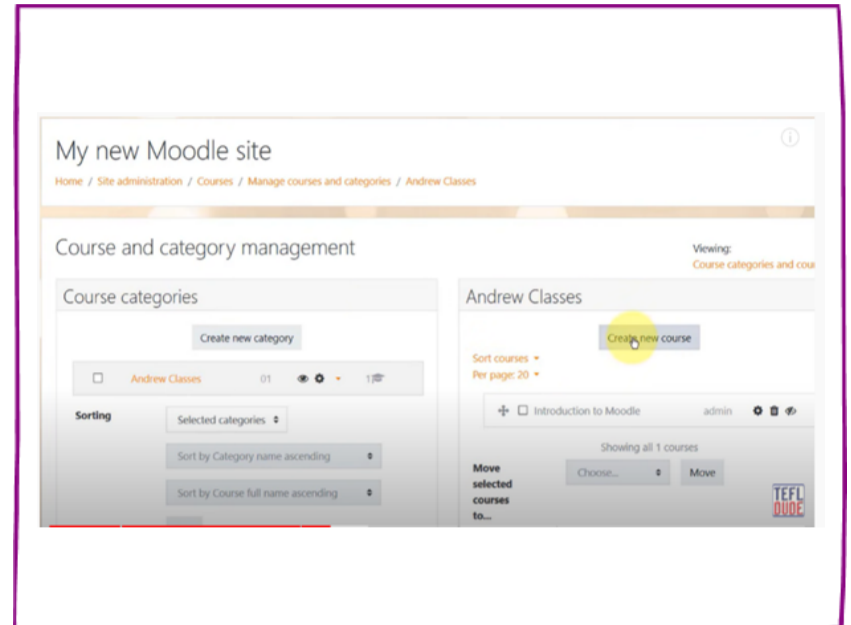 My new Moodle site
Home / Site administration / Courses / Manage courses and categories / Andrew Classes
Course and category management
Viewing:
Course categories and cou
Course categories
Create new category
Andrew Classes 01 1
Sorting
Selected categories
Sort by Category name ascending
Sort by Course full name ascending
Andrew Classes
Create new course
Sort courses
Per page: 20
Introduction to Moodle admin
Showing all 1 courses
Move
selected
courses
to...
Choose...
Move
TEFL
DUDE